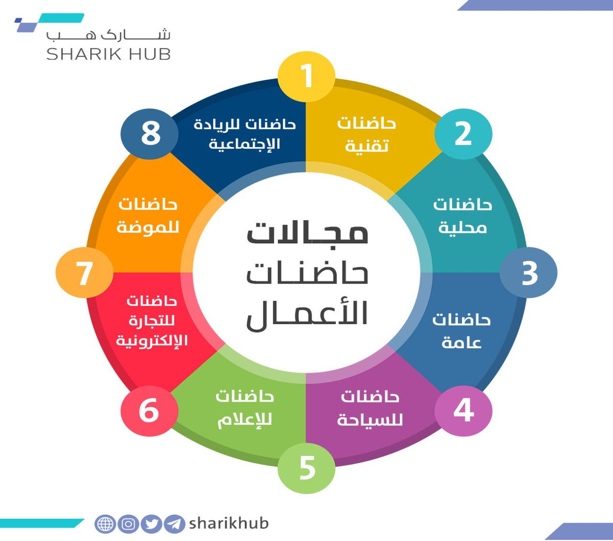 شارك هب
SHARIK HUB
مجالات
حاضنات
الأعمال
1
حاضنات
تقنية
2
حاضنات
محلية
3
حاضنات
عامة
4
حاضنات
للسياحة
5
حاضنات
للإعلام
6
حاضنات
للتجارة
الإلكترونية
7
حاضنات
للموضة
8
حاضنات للريادة
الإجتماعية
sharikhub